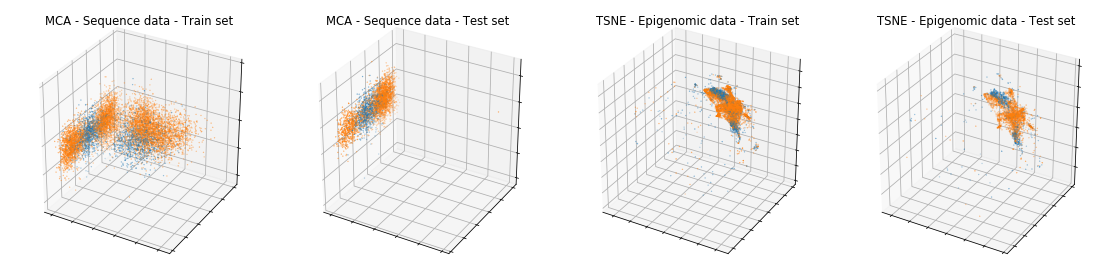 MCA - Sequence data - Train set
MCA - Sequence data - Test set
TSNE - Epigenomic data - Train set
TSNE - Epigenomic data - Test set